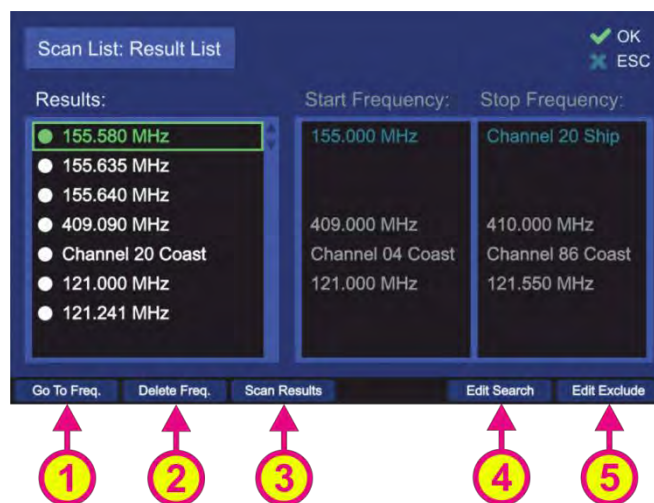 Scan List: Result List
OK
ESC
Results:
Start Frequency:
Stop Frequency:
155.580 MHz
155.000 MHz
Channel 20 Ship
155.635 MHz
155.640 MHz
409.090 MHz
409.000 MHz
410.000 MHz
Channel 20 Coast
Channel 04 Coast
Channel 86 Coast
121.000 MHz
121.000 MHz
121.550 MHz
121.241 MHz
Go To Freq.
Delete Freq.
Scan Results
Edit Search
Edit Exclude
1
2
3
4
5